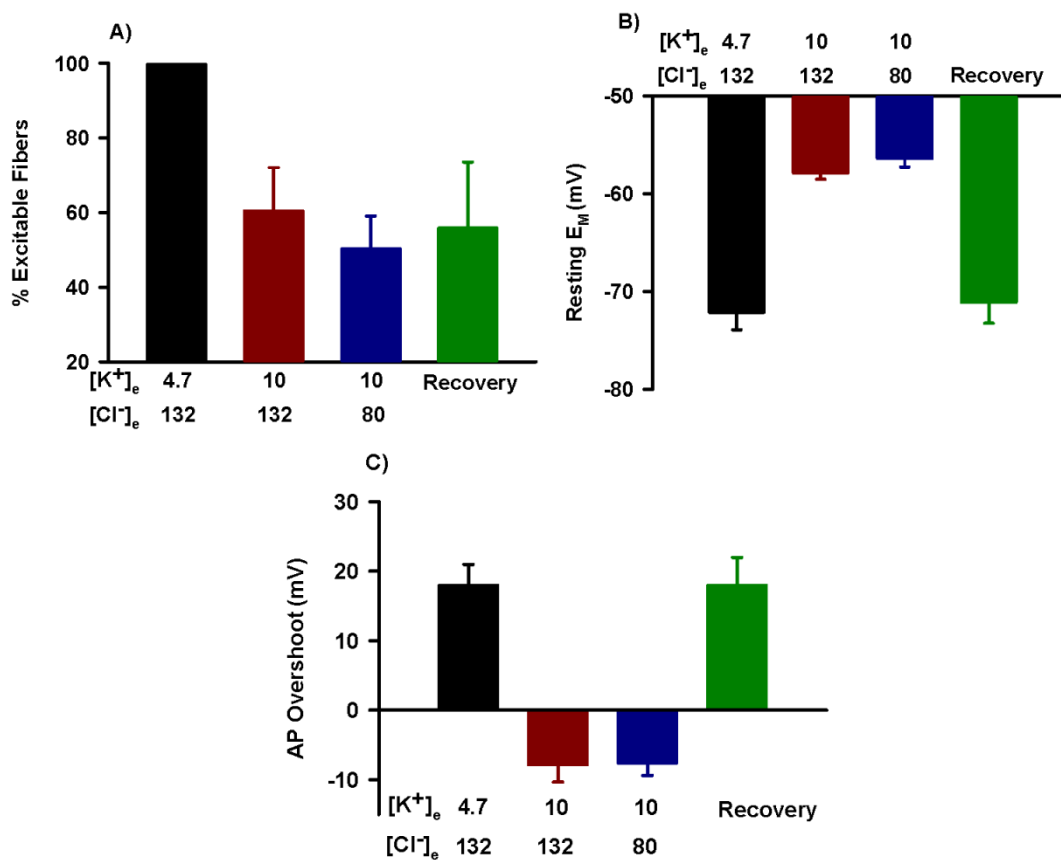 A)
% Excitable Fibers
100
80
60
40
20
[K⁺]ₑ 4.7 10 10 Recovery
[Cl⁻]ₑ 132 132 80
B)
[K⁺]ₑ 4.7 10 10
[Cl⁻]ₑ 132 132 80 Recovery
Resting E_M (mV)
-50
-60
-70
-80
C)
AP Overshoot (mV)
30
20
10
0
-10
[K⁺]ₑ 4.7 10 10 Recovery
[Cl⁻]ₑ 132 132 80